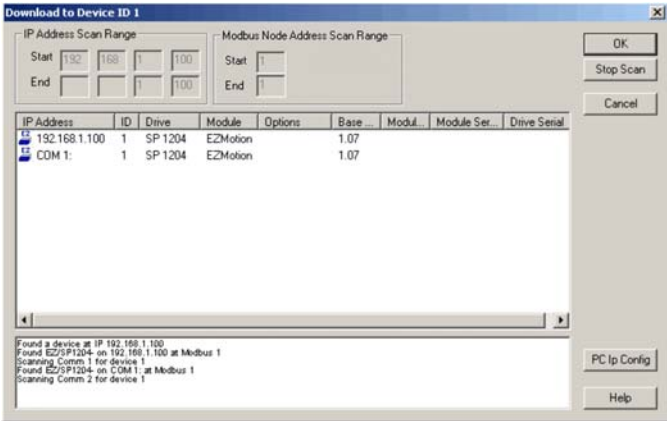 Download to Device ID 1
IP Address Scan Range
Start 192 168 1 100
End 1 100
Modbus Node Address Scan Range
Start 1
End 1
OK
Stop Scan
Cancel
IP Address ID Drive Module Options Base ... Modul... Module Ser... Drive Serial
192.168.1.100 1 SP 1204 EZMotion 1.07
COM 1: 1 SP 1204 EZMotion 1.07
Found a device at IP 192.168.1.100
Found EZ/SP1204- on 192.168.1.100 at Modbus 1
Scanning Comm 1 for device 1
Found EZ/SP1204- on COM 1: at Modbus 1
Scanning Comm 2 for device 1
PC Ip Config
Help